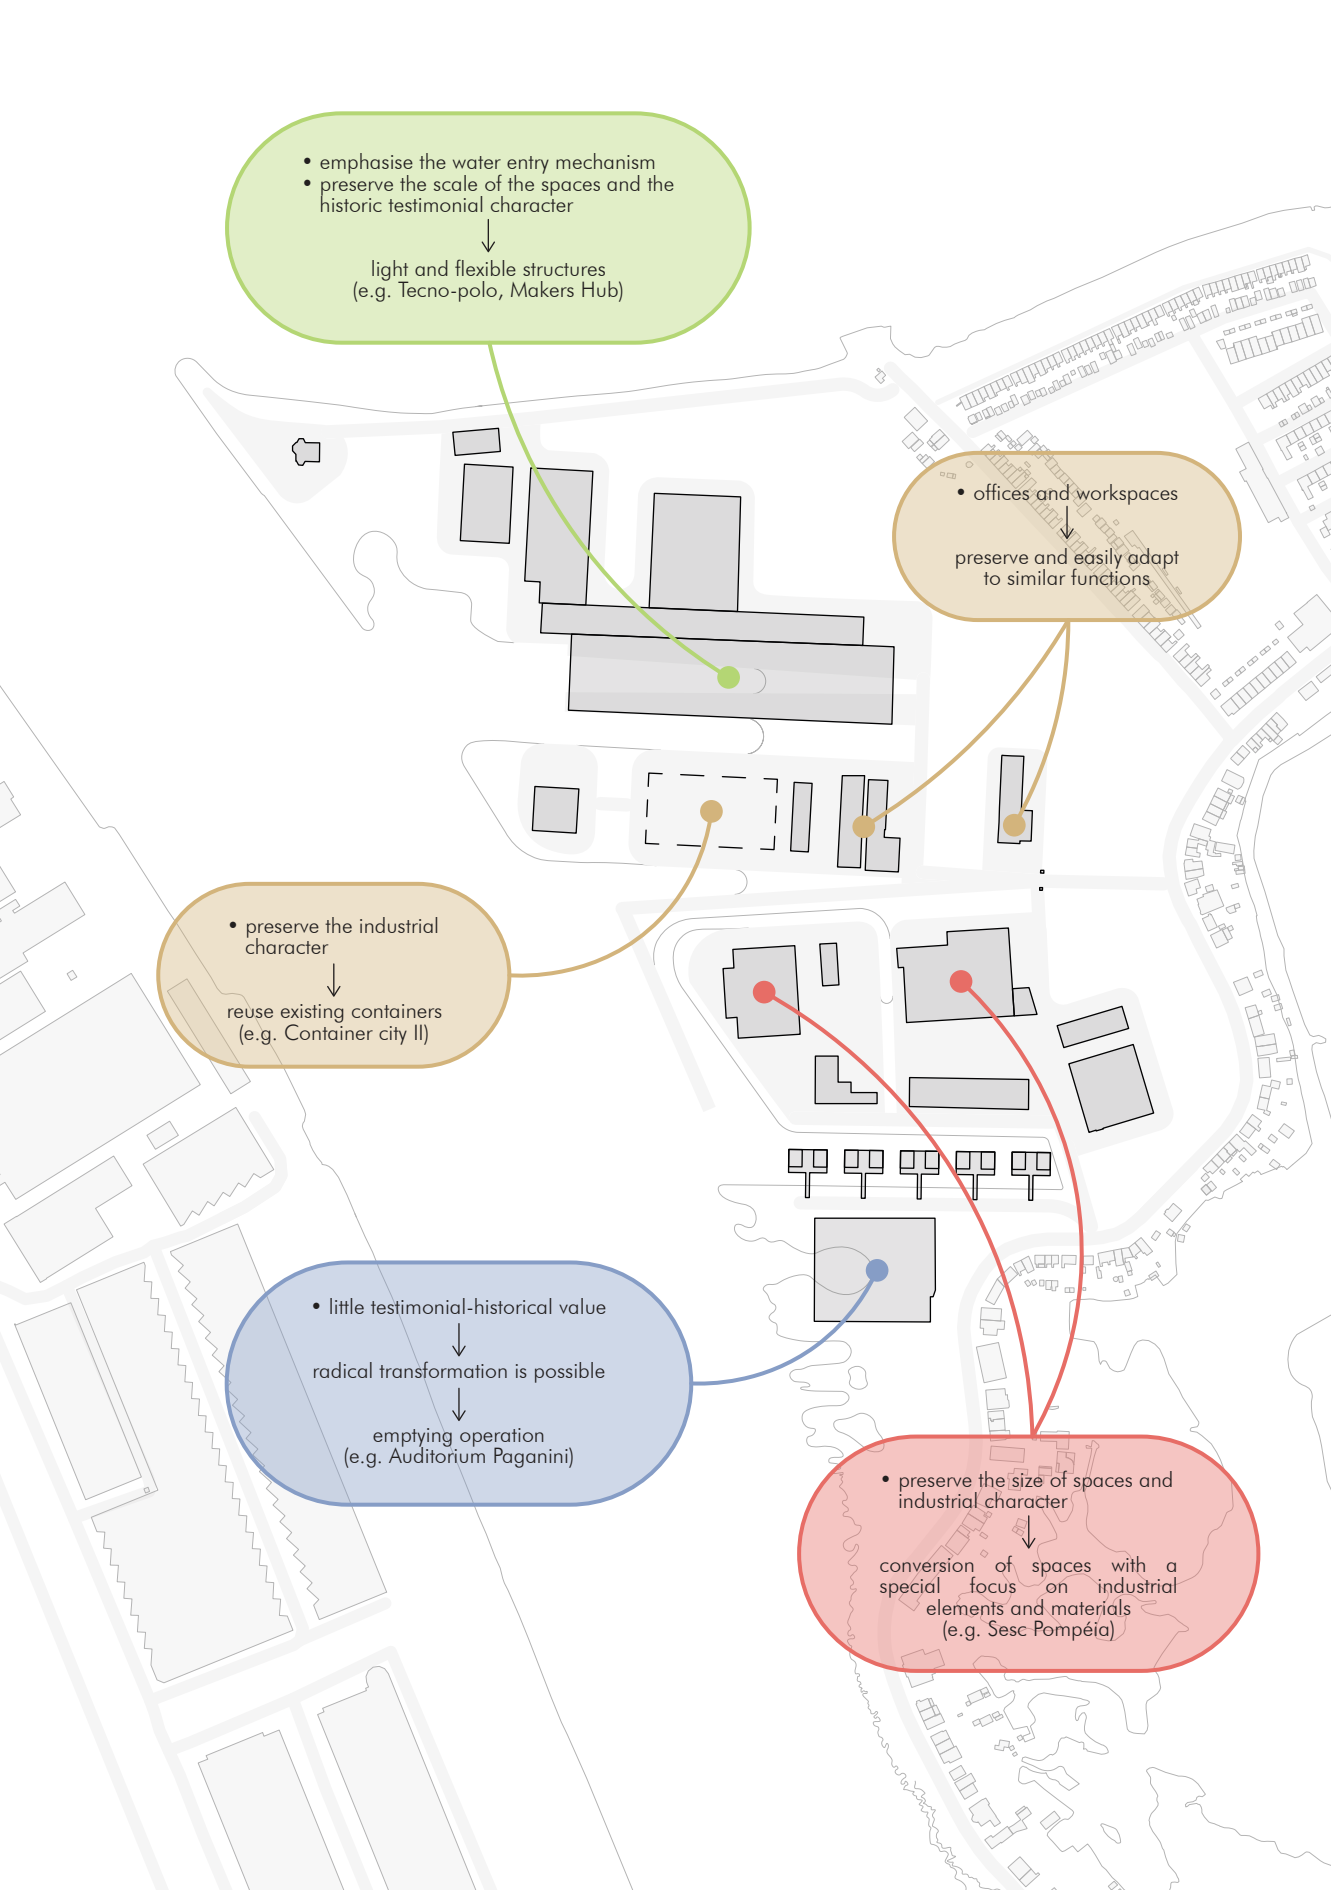 • emphasise the water entry mechanism
• preserve the scale of the spaces and the
historic testimonial character
light and flexible structures
(e.g. Tecno-polo, Makers Hub)
• offices and workspaces
preserve and easily adapt
to similar functions
• preserve the industrial
character
reuse existing containers
(e.g. Container city II)
• little testimonial-historical value
radical transformation is possible
emptying operation
(e.g. Auditorium Paganini)
• preserve the size of spaces and
industrial character
conversion of spaces with a
special focus on industrial
elements and materials
(e.g. Sesc Pompéia)